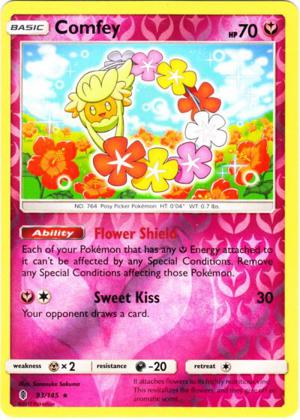 BASIC Comfey HP 70
NO. 764 Posy Picker Pokémon HT: 0'04" WT: 0.7 lbs.
Ability Flower Shield
Each of your Pokémon that has any Energy attached to
it can't be affected by any Special Conditions. Remove
any Special Conditions affecting those Pokémon.
Sweet Kiss 30
Your opponent draws a card.
weakness ×2 resistance -20 retreat
Illus. Sanosuke Sakuma
93/145
It attaches flowers to its highly nutritious